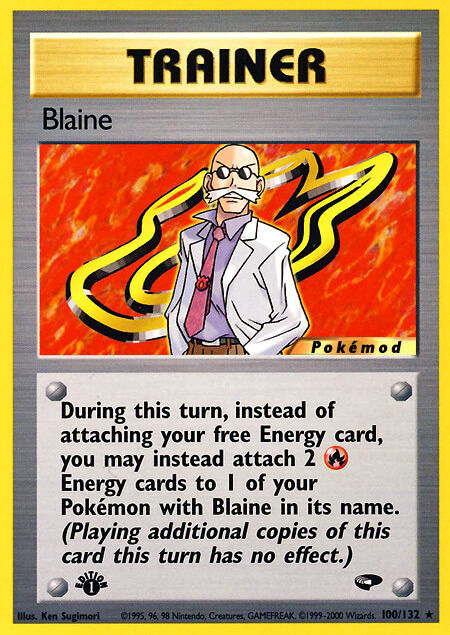 TRAINER
Blaine
Pokémod
During this turn, instead of
attaching your free Energy card,
you may instead attach 2
Energy cards to 1 of your
Pokémon with Blaine in its name.
(Playing additional copies of this
card this turn has no effect.)
EDITION
1
Illus. Ken Sugimori ©1995, 96, 98 Nintendo, Creatures, GAMEFREAK. ©1999-2000 Wizards. 100/132 ★